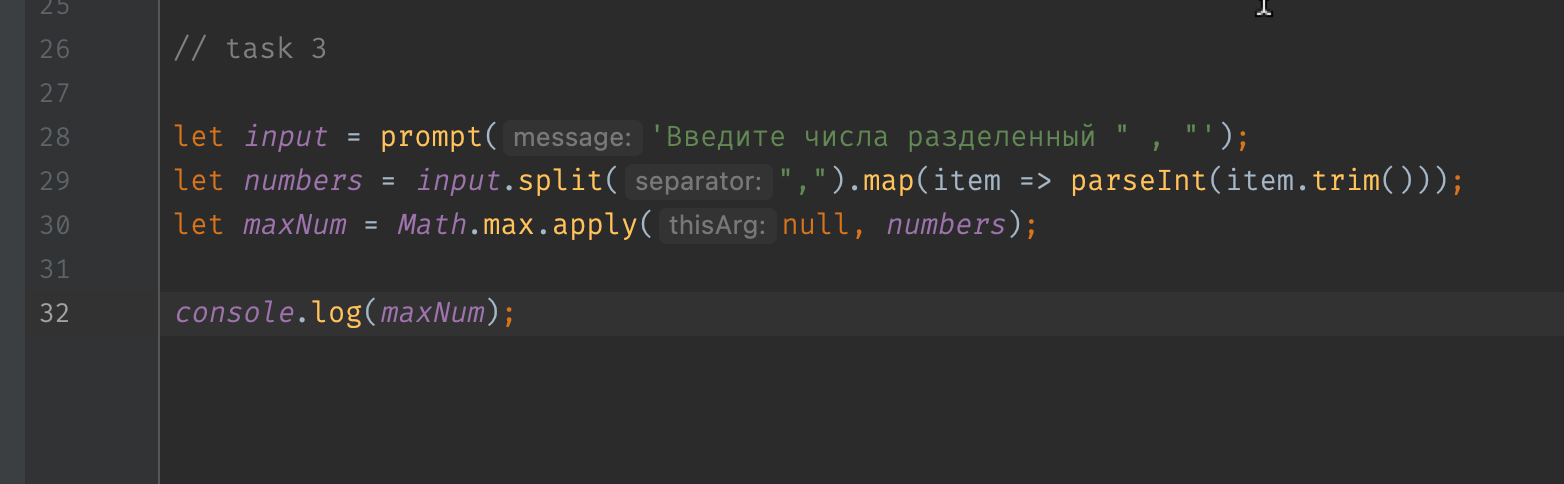 25
26 // task 3
27
28 let input = prompt( message: 'Введите числа разделенный " , "');
29 let numbers = input.split( separator: ",").map(item => parseInt(item.trim()));
30 let maxNum = Math.max.apply( thisArg: null, numbers);
31
32 console.log(maxNum);